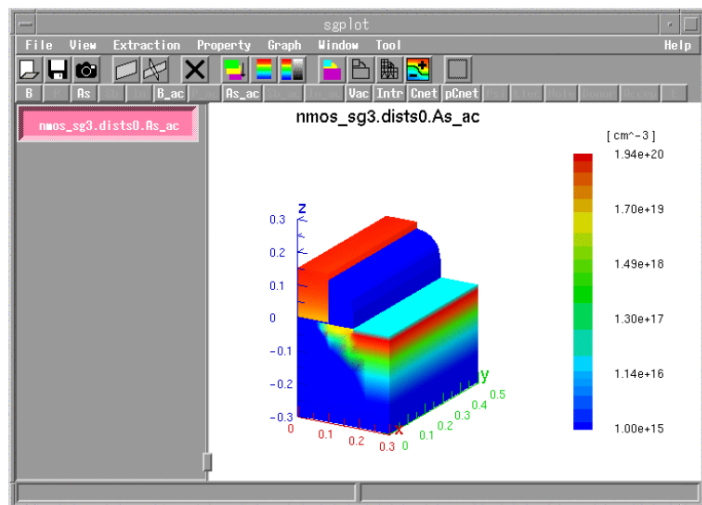 sgplot
File View Extraction Property Graph Window Tool Help
B As B_ac As_ac Vac Intr Cnet pCnet
nmos_sg3.dists0.As_ac
nmos_sg3.dists0.As_ac
[cm^-3]
1.94e+20
1.70e+19
1.49e+18
1.30e+17
1.14e+16
1.00e+15
z
0.3
0.2
0.1
0
-0.1
-0.2
-0.3
0 0.1 0.2 0.3
x
0 0.1 0.2 0.3 0.4 0.5
y